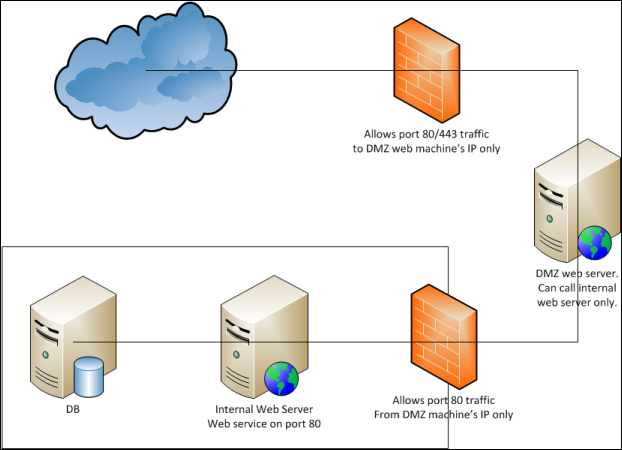 Allows port 80/443 traffic
to DMZ web machine's IP only
DMZ web server.
Can call internal
web server only.
DB
Internal Web Server
Web service on port 80
Allows port 80 traffic
From DMZ machine's IP only